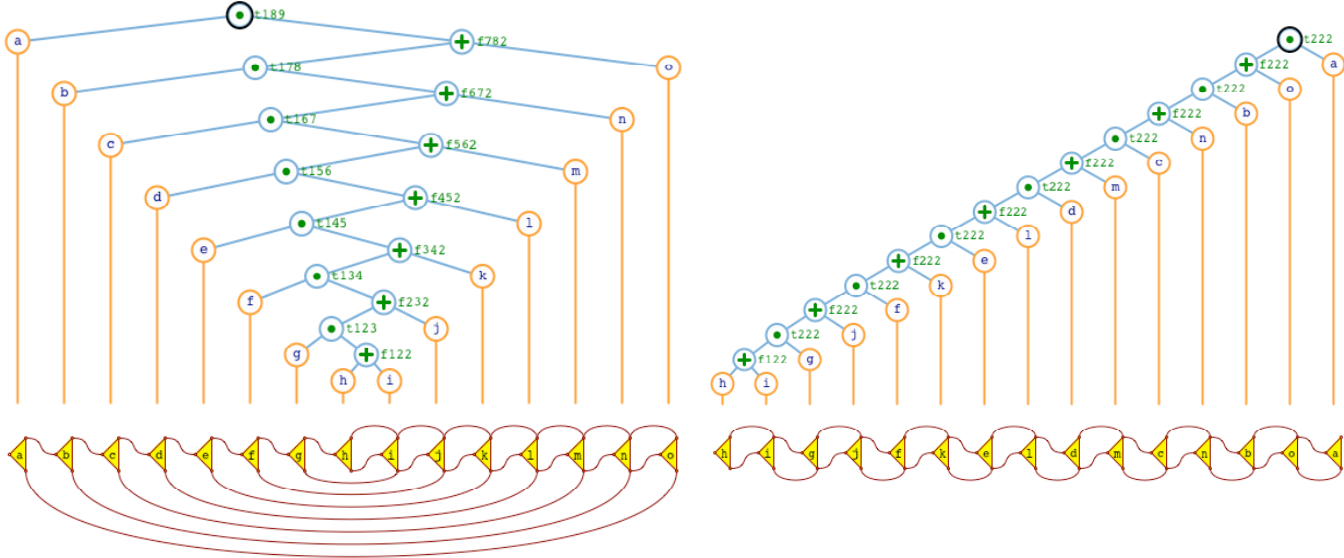 t189
a f782
t178 o
b f672
t167 n
c f562
t156 m
d f452
t145 l
e f342
t134 k
f f232
t123 j
g f122
h i
a b c d e f g h i j k l m n o
t222
f222 a
t222 o
f222 b
t222 n
f222 c
t222 m
f222 d
t222 l
f222 e
t222 k
f222 f
t222 j
f122 g
h i
h i g j f k e l d m c n b o a